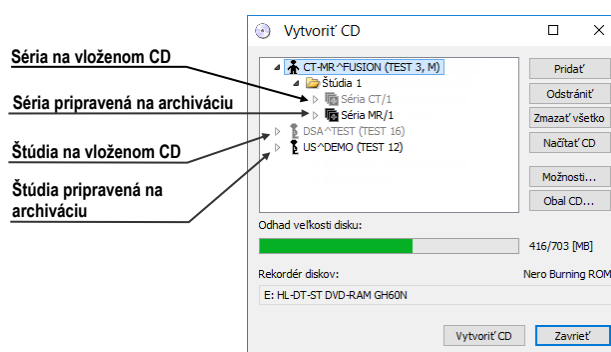 Vytvoriť CD
Séria na vloženom CD
Séria pripravená na archiváciu
Štúdia na vloženom CD
Štúdia pripravená na
archiváciu
CT-MR^FUSION (TEST 3, M)
Štúdia 1
Séria CT/1
Séria MR/1
DSA^TEST (TEST 16)
US^DEMO (TEST 12)
Pridať
Odstrániť
Zmazať všetko
Načítať CD
Možnosti...
Obal CD...
Odhad veľkosti disku:
416/703 [MB]
Rekordér diskov:
Nero Burning ROM
E: HL-DT-ST DVD-RAM GH60N
Vytvoriť CD
Zavrieť